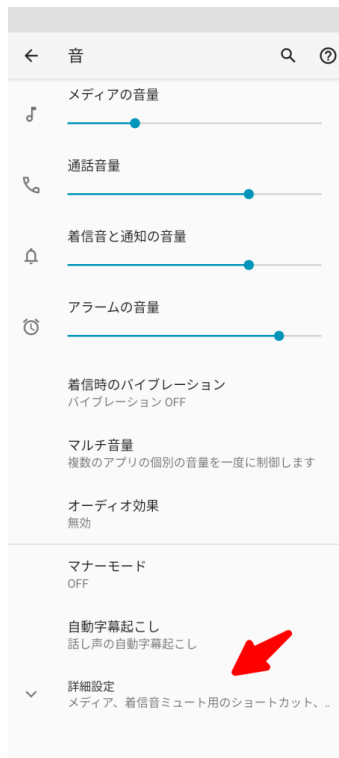 音
メディアの音量
通話音量
着信音と通知の音量
アラームの音量
着信時のバイブレーション
バイブレーション OFF
マルチ音量
複数のアプリの個別の音量を一度に制御します
オーディオ効果
無効
マナーモード
OFF
自動字幕起こし
話し声の自動字幕起こし
詳細設定
メディア、着信音ミュート用のショートカット、..